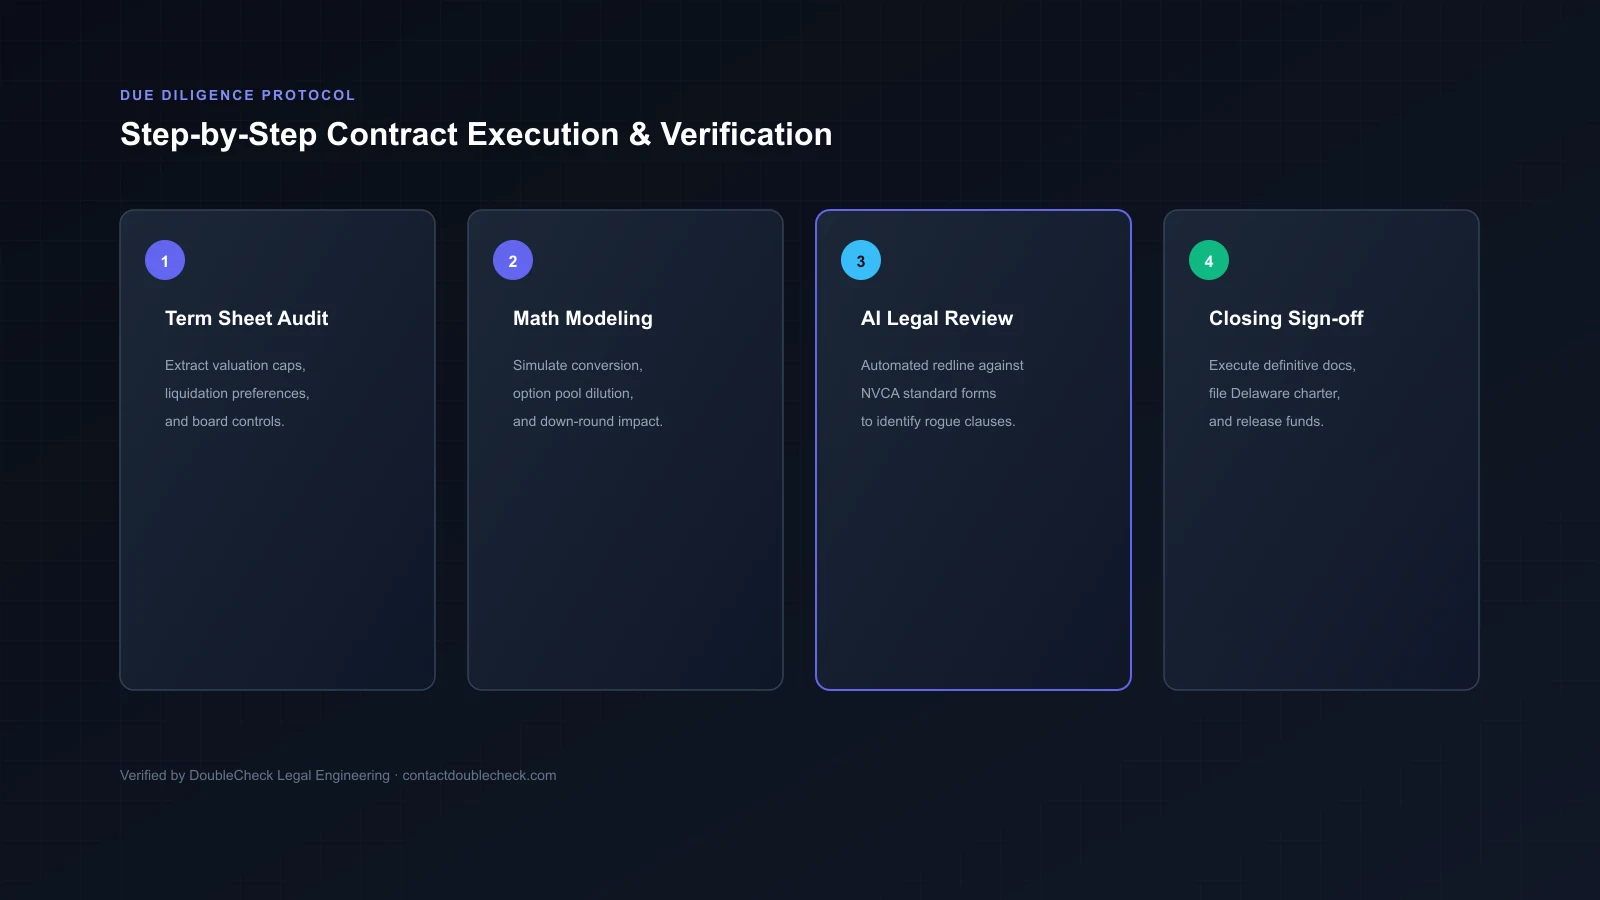 DUE DILIGENCE PROTOCOL
Step-by-Step Contract Execution & Verification
1
Term Sheet Audit
Extract valuation caps,
liquidation preferences,
and board controls.
2
Math Modeling
Simulate conversion,
option pool dilution,
and down-round impact.
3
AI Legal Review
Automated redline against
NVCA standard forms
to identify rogue clauses.
4
Closing Sign-off
Execute definitive docs,
file Delaware charter,
and release funds.
Verified by DoubleCheck Legal Engineering · contactdoublecheck.com